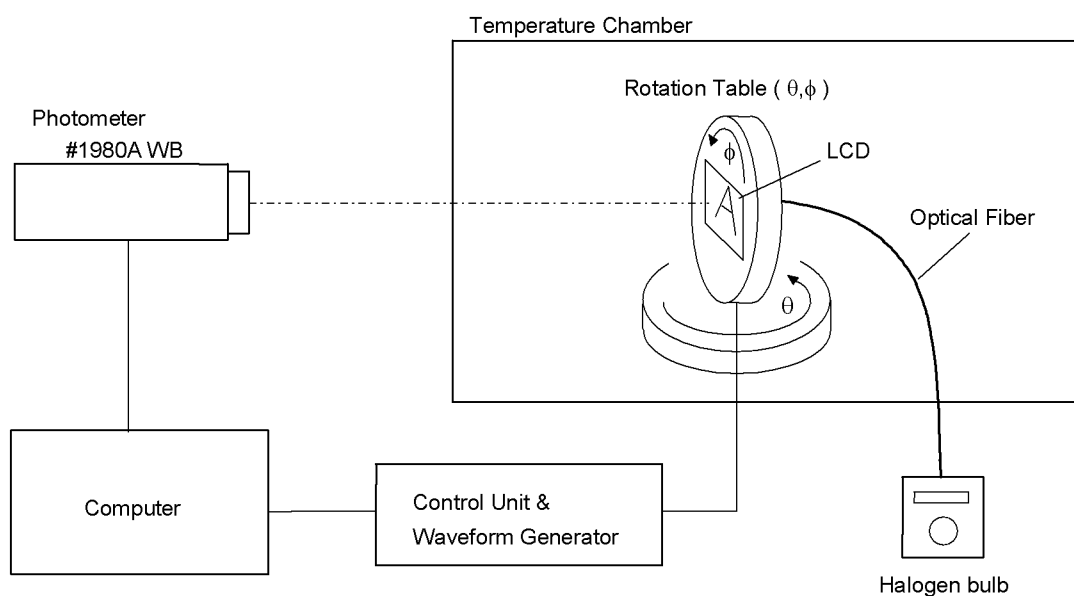 Temperature Chamber
Rotation Table ( θ,ϕ )
Photometer
#1980A WB
ϕ
LCD
A
Optical Fiber
θ
Computer
Control Unit &
Waveform Generator
Halogen bulb